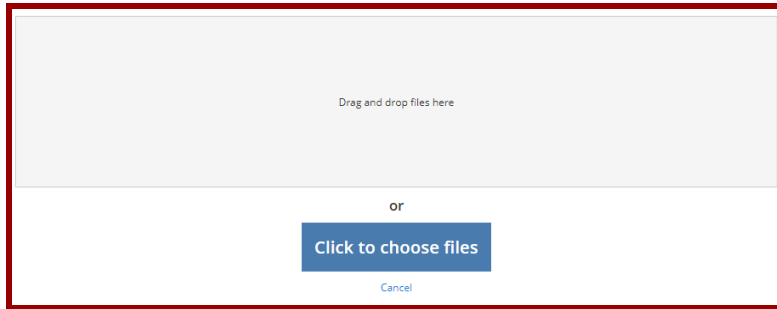 Drag and drop files here
or
Click to choose files
Cancel